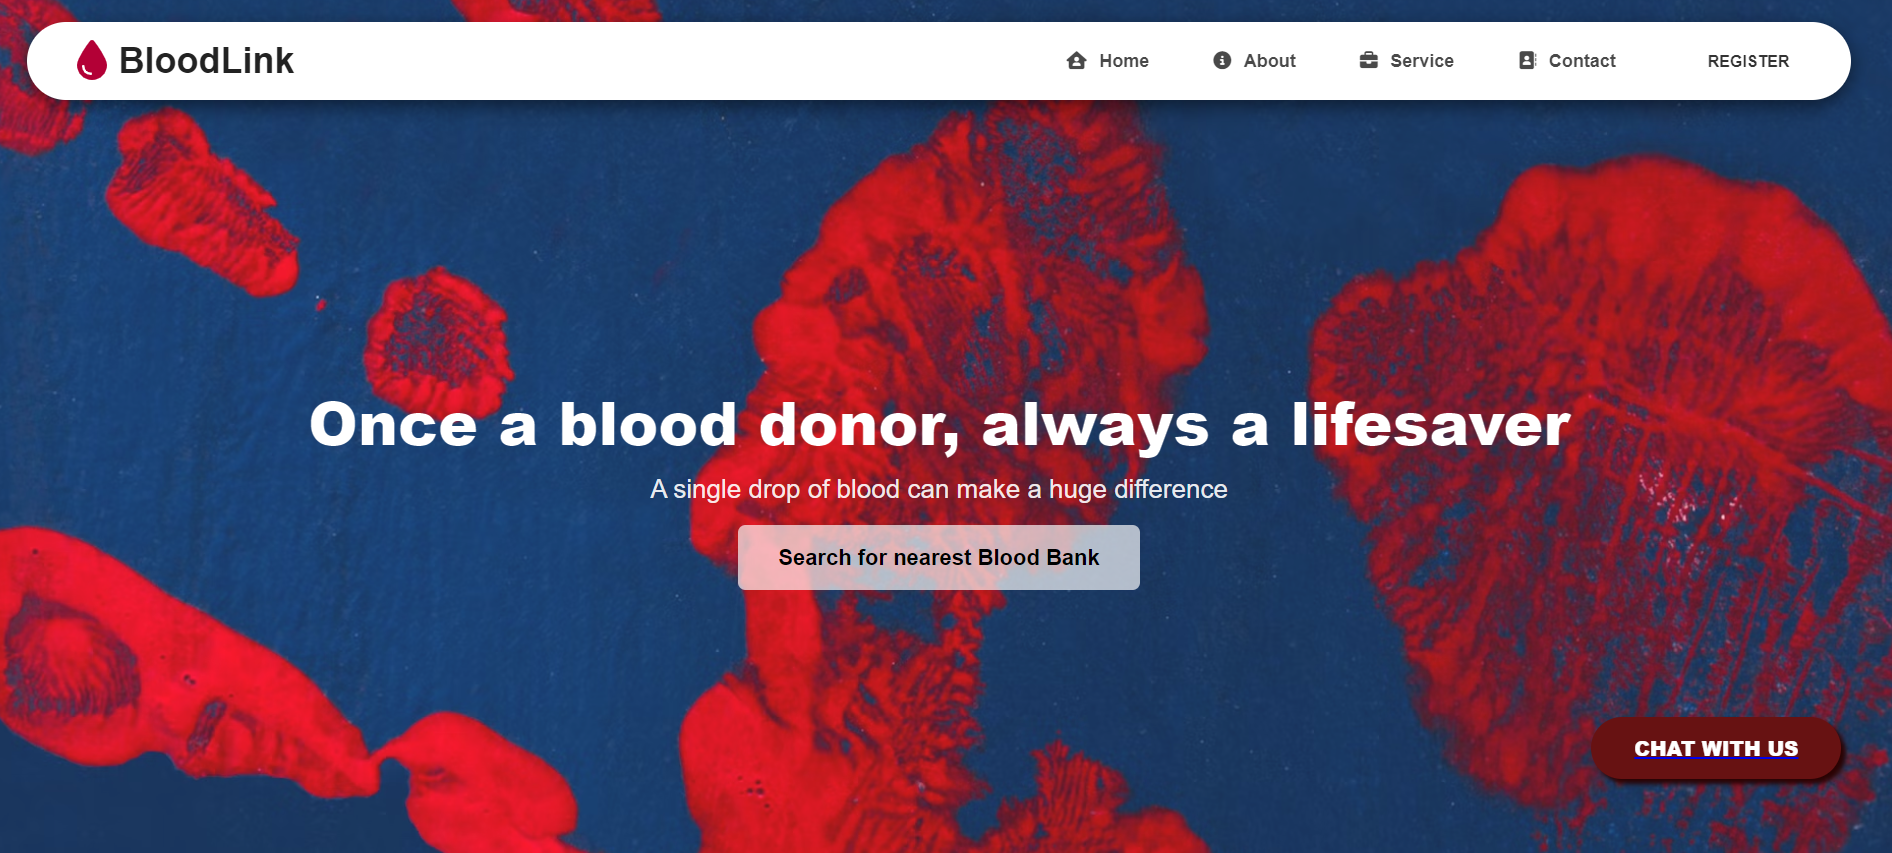 BloodLink
Home
About
Service
Contact
REGISTER
Once a blood donor, always a lifesaver
A single drop of blood can make a huge difference
Search for nearest Blood Bank
CHAT WITH US